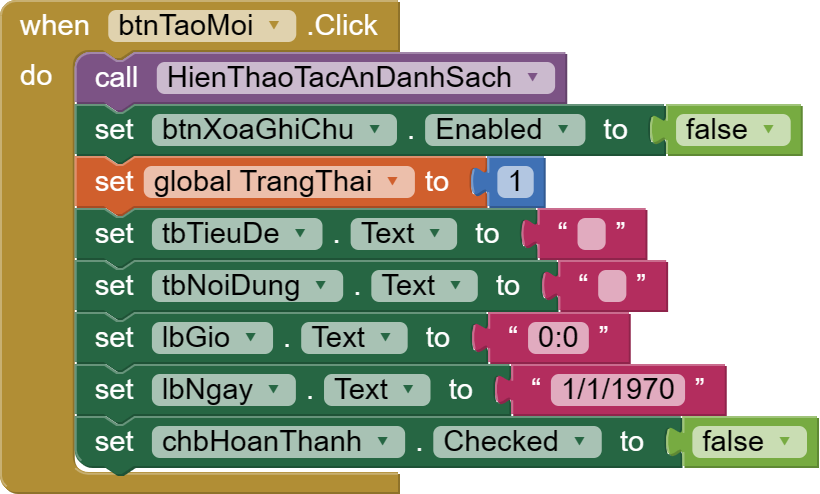 when btnTaoMoi .Click
do call HienThaoTacAnDanhSach
set btnXoaGhiChu . Enabled to false
set global TrangThai to 1
set tbTieuDe . Text to “ ”
set tbNoiDung . Text to “ ”
set lbGio . Text to “ 0:0 ”
set lbNgay . Text to “ 1/1/1970 ”
set chbHoanThanh . Checked to false